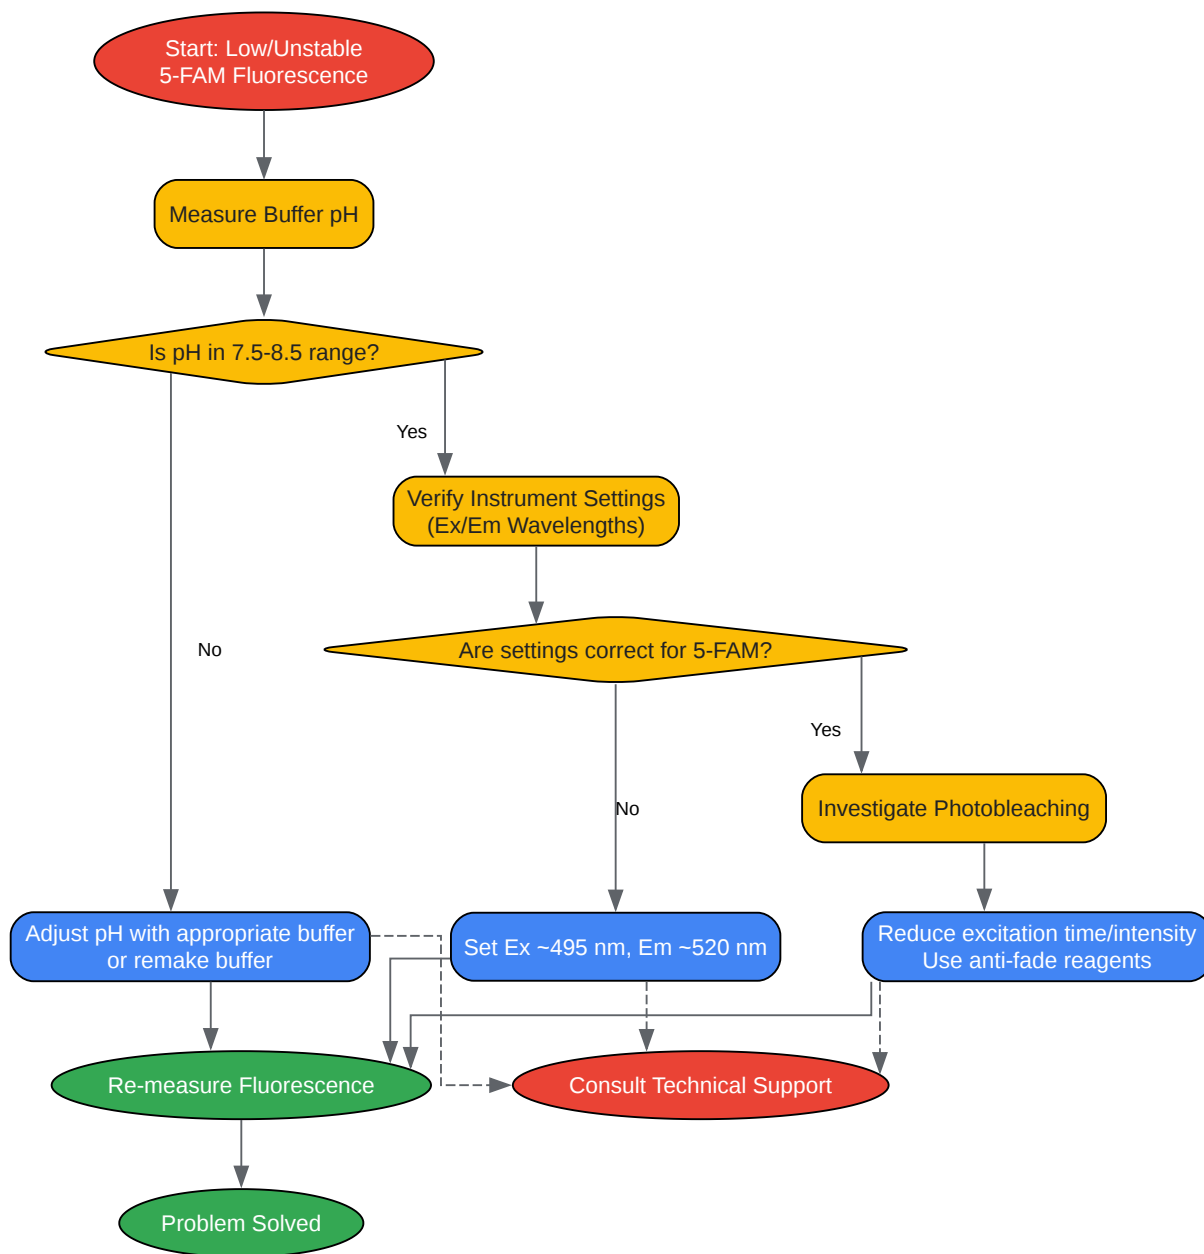 Start: Low/Unstable
5-FAM Fluorescence
Measure Buffer pH
Is pH in 7.5-8.5 range?
Yes
Verify Instrument Settings
(Ex/Em Wavelengths)
No
Are settings correct for 5-FAM?
Yes
No
Investigate Photobleaching
Adjust pH with appropriate buffer
or remake buffer
Set Ex ~495 nm, Em ~520 nm
Reduce excitation time/intensity
Use anti-fade reagents
Re-measure Fluorescence
Consult Technical Support
Problem Solved